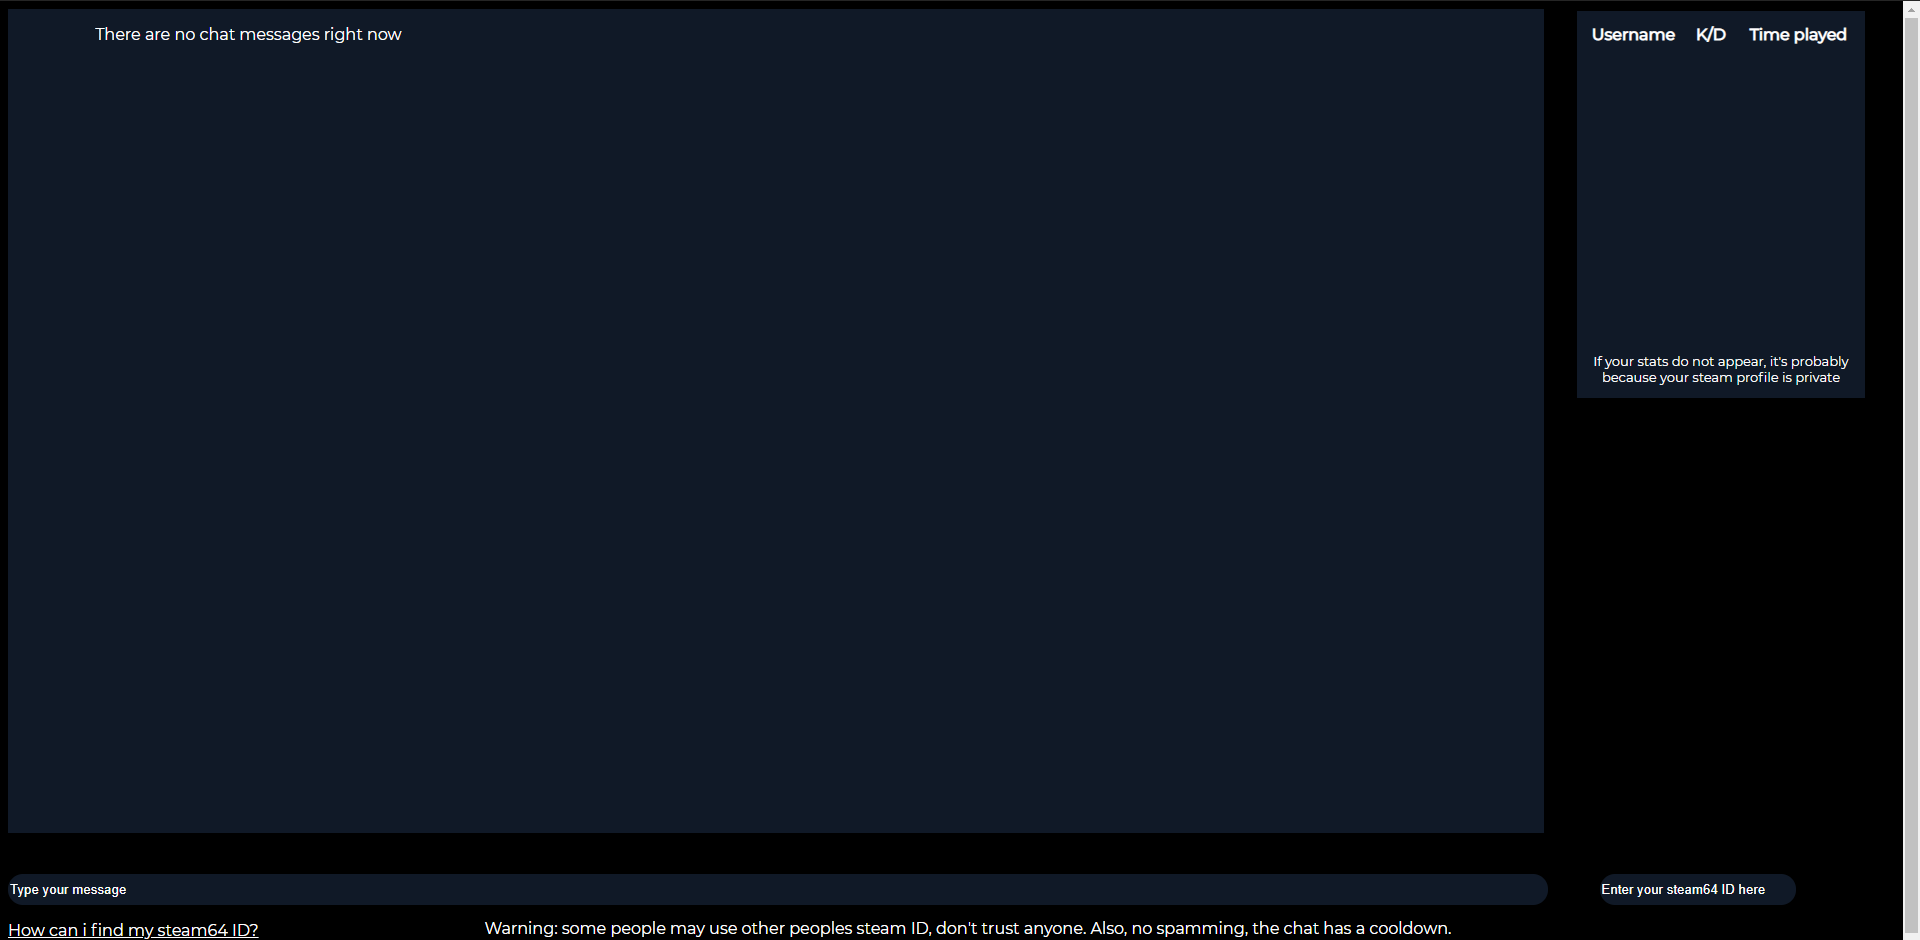 There are no chat messages right now
Username K/D Time played
If your stats do not appear, it's probably
because your steam profile is private
Type your message
Enter your steam64 ID here
How can i find my steam64 ID?
Warning: some people may use other peoples steam ID, don't trust anyone. Also, no spamming, the chat has a cooldown.